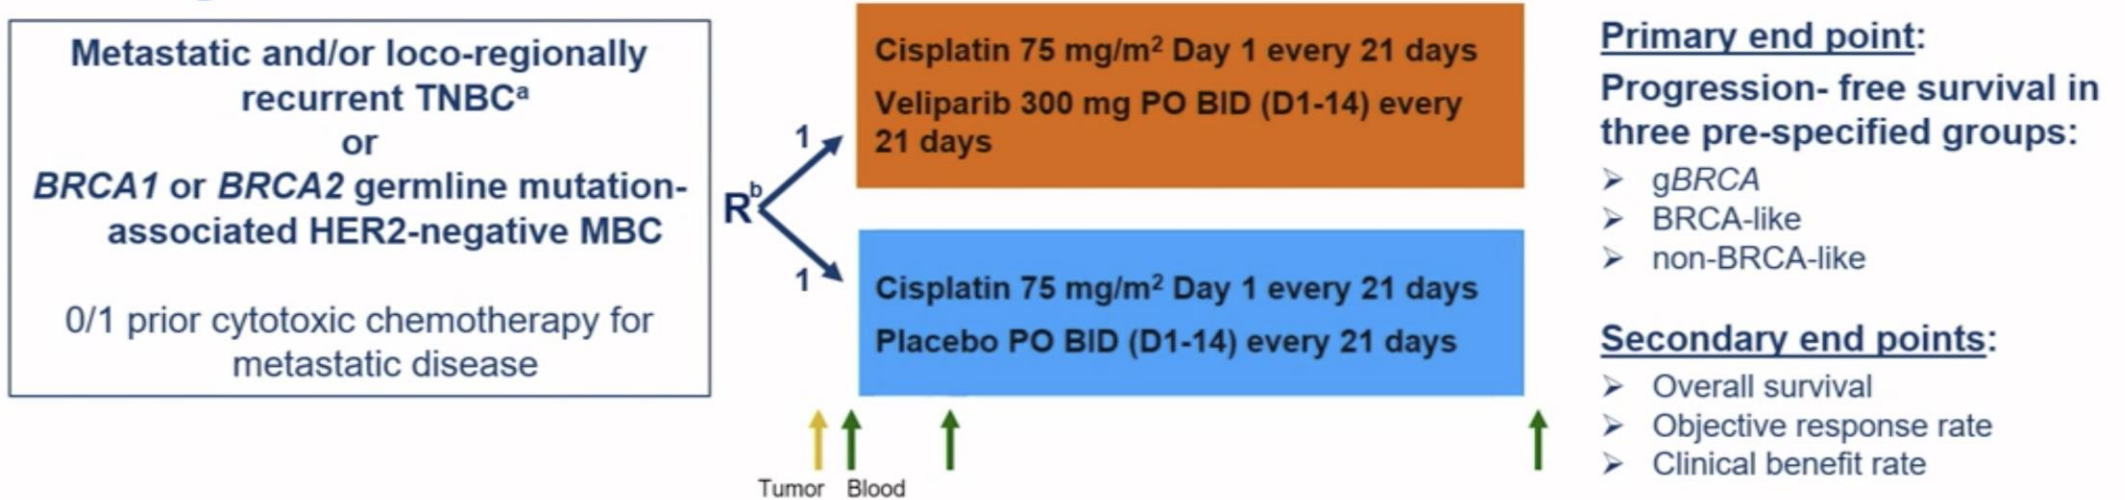 Metastatic and/or loco-regionally
recurrent TNBCᵃ
or
BRCA1 or BRCA2 germline mutation-
associated HER2-negative MBC
0/1 prior cytotoxic chemotherapy for
metastatic disease
Rᵇ
1
1
Cisplatin 75 mg/m² Day 1 every 21 days
Veliparib 300 mg PO BID (D1-14) every
21 days
Cisplatin 75 mg/m² Day 1 every 21 days
Placebo PO BID (D1-14) every 21 days
Tumor
Blood
Primary end point:
Progression- free survival in
three pre-specified groups:
➢ gBRCA
➢ BRCA-like
➢ non-BRCA-like
Secondary end points:
➢ Overall survival
➢ Objective response rate
➢ Clinical benefit rate